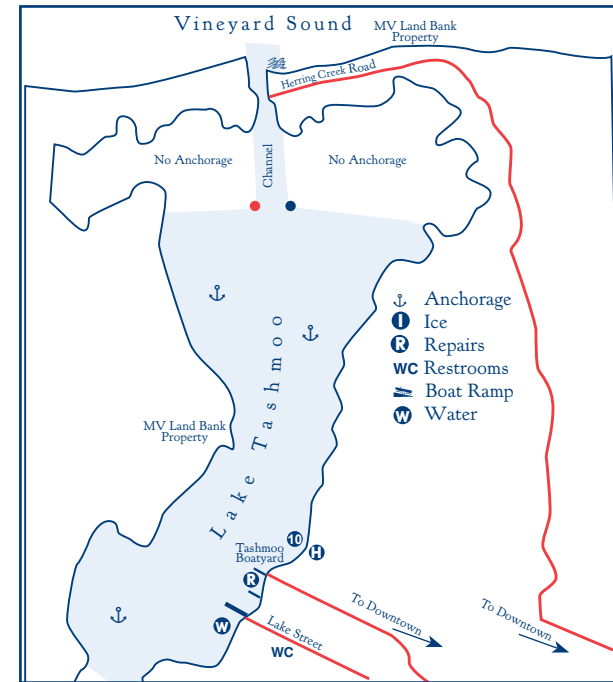 Vineyard Sound
MV Land Bank
Property
Herring Creek Road
No Anchorage
Channel
No Anchorage
Anchorage
I Ice
R Repairs
WC Restrooms
Boat Ramp
W Water
Lake Tashmoo
MV Land Bank
Property
10
H
Tashmoo
Boatyard
R
W
Lake Street
WC
To Downtown
To Downtown